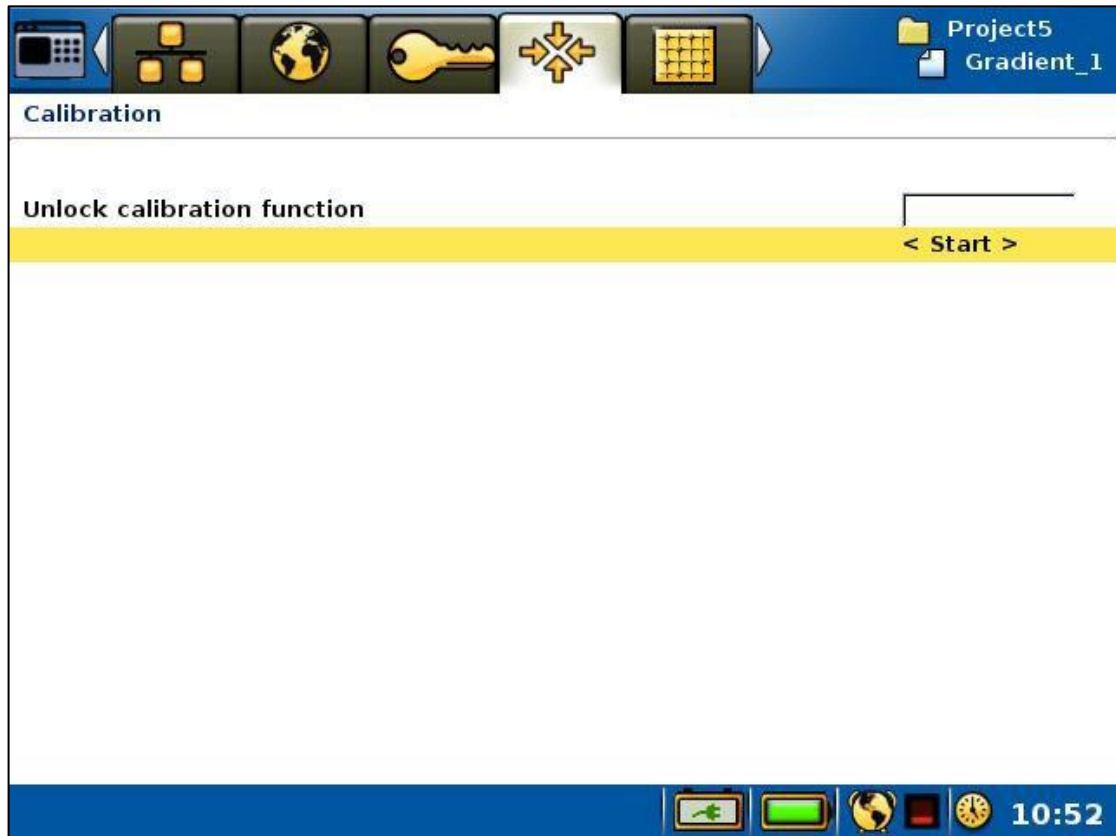 Project5
Gradient_1
Calibration
Unlock calibration function
< Start >
10:52